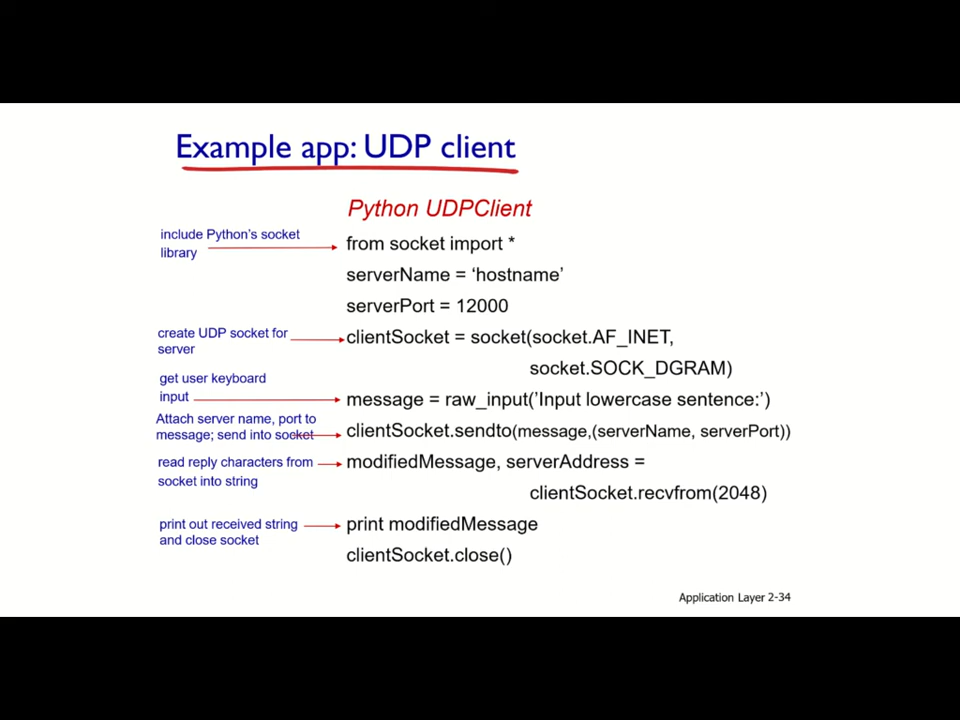 Example app: UDP client
Python UDPClient
include Python's socket
library
from socket import *
serverName = ‘hostname’
serverPort = 12000
create UDP socket for
server
clientSocket = socket(socket.AF_INET,
socket.SOCK_DGRAM)
get user keyboard
input
message = raw_input(’Input lowercase sentence:’)
Attach server name, port to
message; send into socket
clientSocket.sendto(message,(serverName, serverPort))
read reply characters from
socket into string
modifiedMessage, serverAddress =
clientSocket.recvfrom(2048)
print out received string
and close socket
print modifiedMessage
clientSocket.close()
Application Layer 2-34